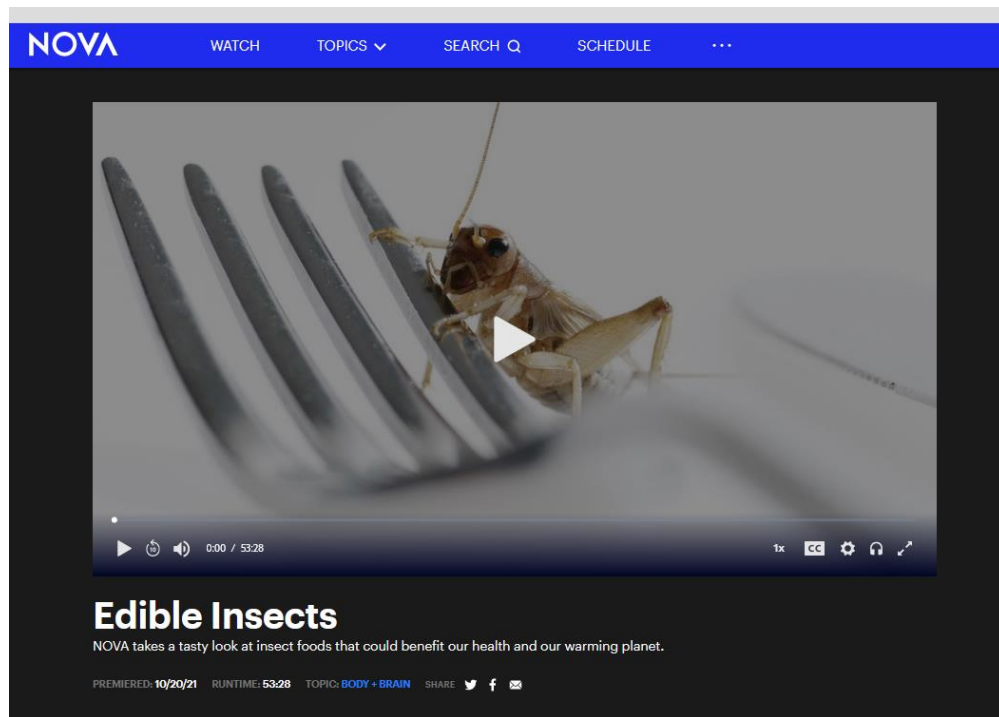 NOVA WATCH TOPICS SEARCH SCHEDULE ...
10
0:00 / 53:28 1x CC
Edible Insects
NOVA takes a tasty look at insect foods that could benefit our health and our warming planet.
PREMIERED: 10/20/21 RUNTIME: 53:28 TOPIC: BODY + BRAIN SHARE